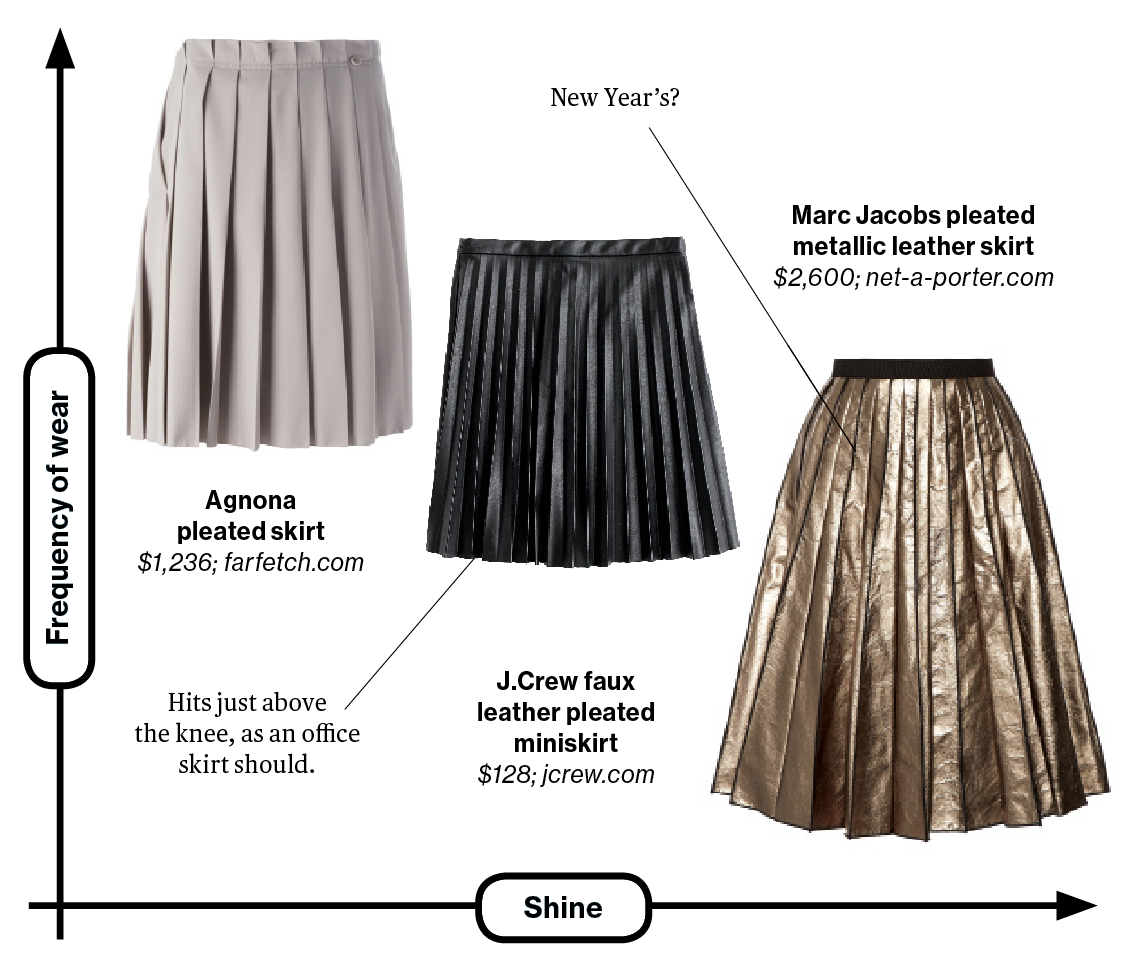 New Year’s?
Marc Jacobs pleated
metallic leather skirt
$2,600; net-a-porter.com
Frequency of wear
Agnona
pleated skirt
$1,236; farfetch.com
Hits just above
the knee, as an office
skirt should.
J.Crew faux
leather pleated
miniskirt
$128; jcrew.com
Shine